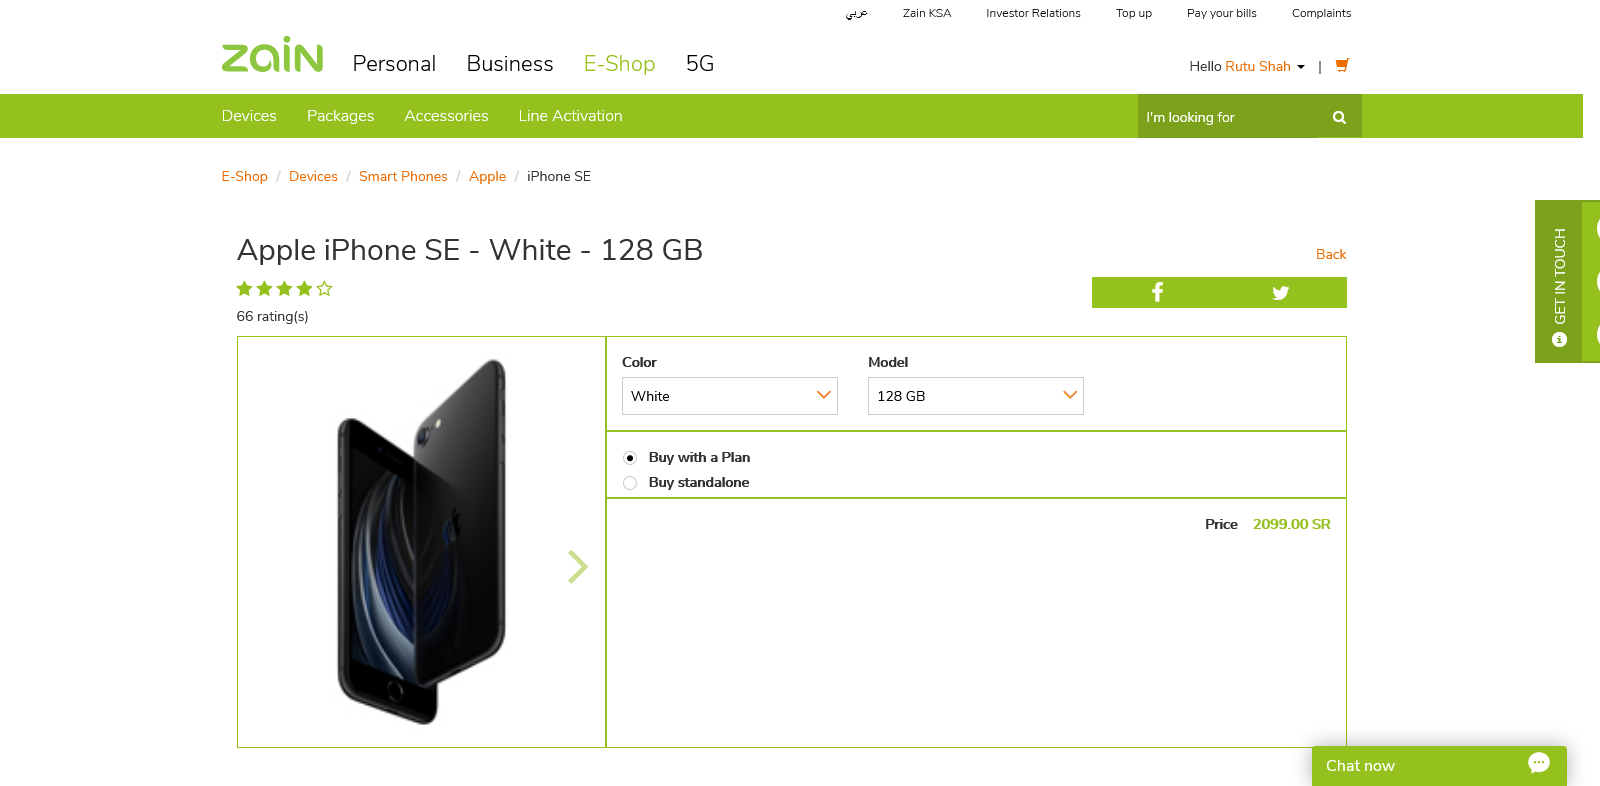 عربي
Zain KSA
Investor Relations
Top up
Pay your bills
Complaints
zain
Personal
Business
E-Shop
5G
Hello Rutu Shah
|
Devices
Packages
Accessories
Line Activation
I'm looking for
E-Shop / Devices / Smart Phones / Apple / iPhone SE
Apple iPhone SE - White - 128 GB
Back
66 rating(s)
GET IN TOUCH
Color
Model
White
128 GB
Buy with a Plan
Buy standalone
Price 2099.00 SR
Chat now